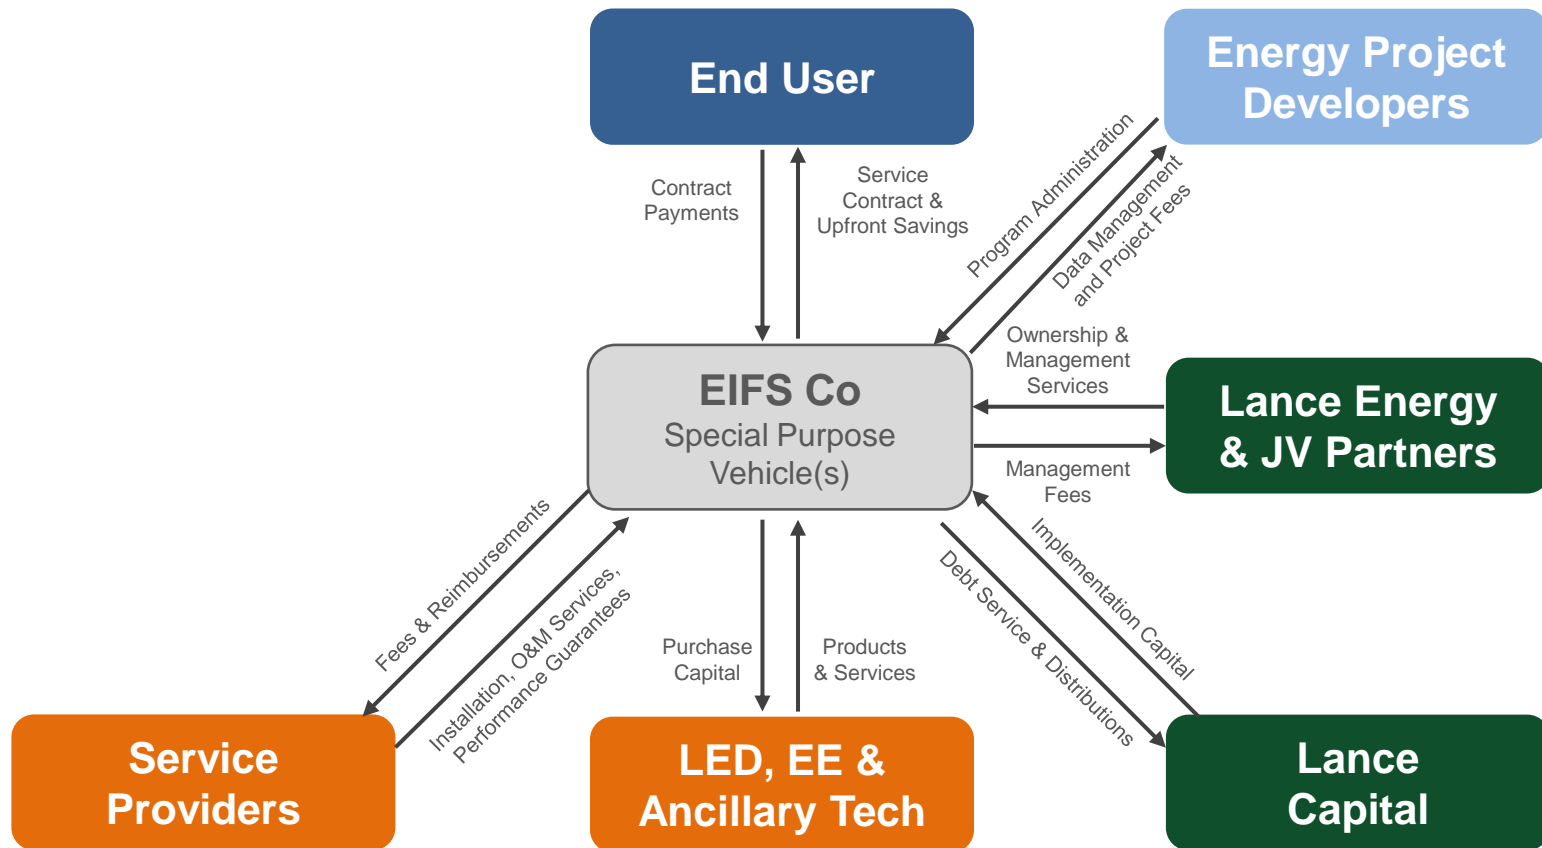 End User
Energy Project
Developers
Contract
Payments
Service
Contract &
Upfront Savings
Program Administration
Data Management
and Project Fees
EIFS Co
Special Purpose
Vehicle(s)
Ownership &
Management
Services
Lance Energy
& JV Partners
Management
Fees
Fees & Reimbursements
Installation, O&M Services,
Performance Guarantees
Purchase
Capital
Products
& Services
Debt Service & Distributions
Implementation Capital
Service
Providers
LED, EE &
Ancillary Tech
Lance
Capital